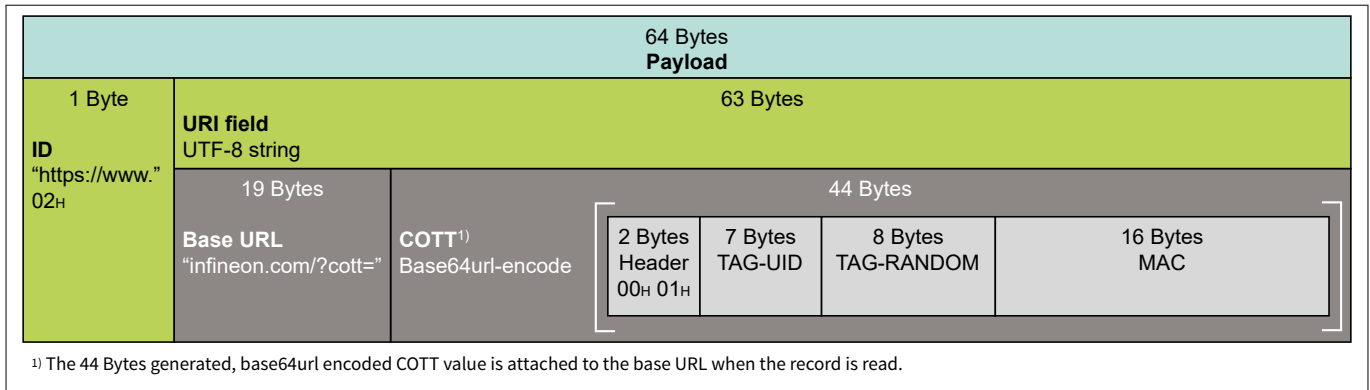 64 Bytes
Payload
1 Byte
ID
“https://www.”
02H
63 Bytes
URI field
UTF-8 string
19 Bytes
Base URL
“infineon.com/?cott=”
44 Bytes
COTT1)
Base64url-encode
2 Bytes
Header
00H 01H
7 Bytes
TAG-UID
8 Bytes
TAG-RANDOM
16 Bytes
MAC
1) The 44 Bytes generated, base64url encoded COTT value is attached to the base URL when the record is read.